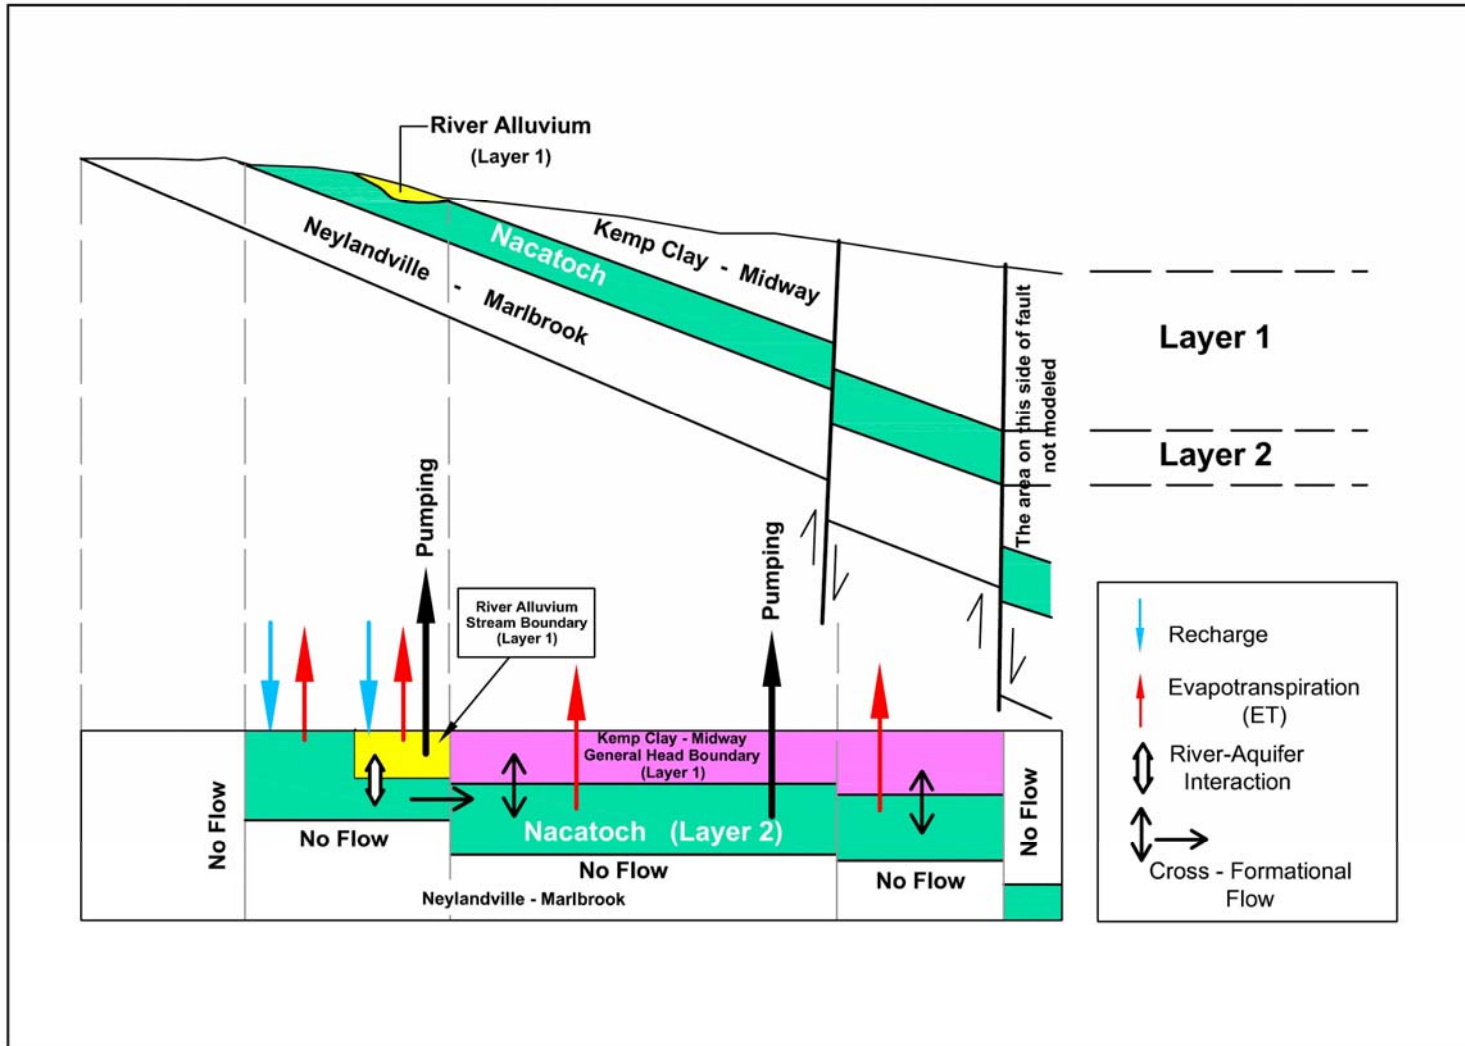 River Alluvium
(Layer 1)
Neylandville - Marlbrook
Nacatoch
Kemp Clay - Midway
The area on this side of fault
not modeled
Layer 1
Layer 2
Pumping
Pumping
River Alluvium
Stream Boundary
(Layer 1)
Kemp Clay - Midway
General Head Boundary
(Layer 1)
No Flow
No Flow
Nacatoch (Layer 2)
No Flow
No Flow
No Flow
Neylandville - Marlbrook
Recharge
Evapotranspiration
(ET)
River-Aquifer
Interaction
Cross - Formational
Flow